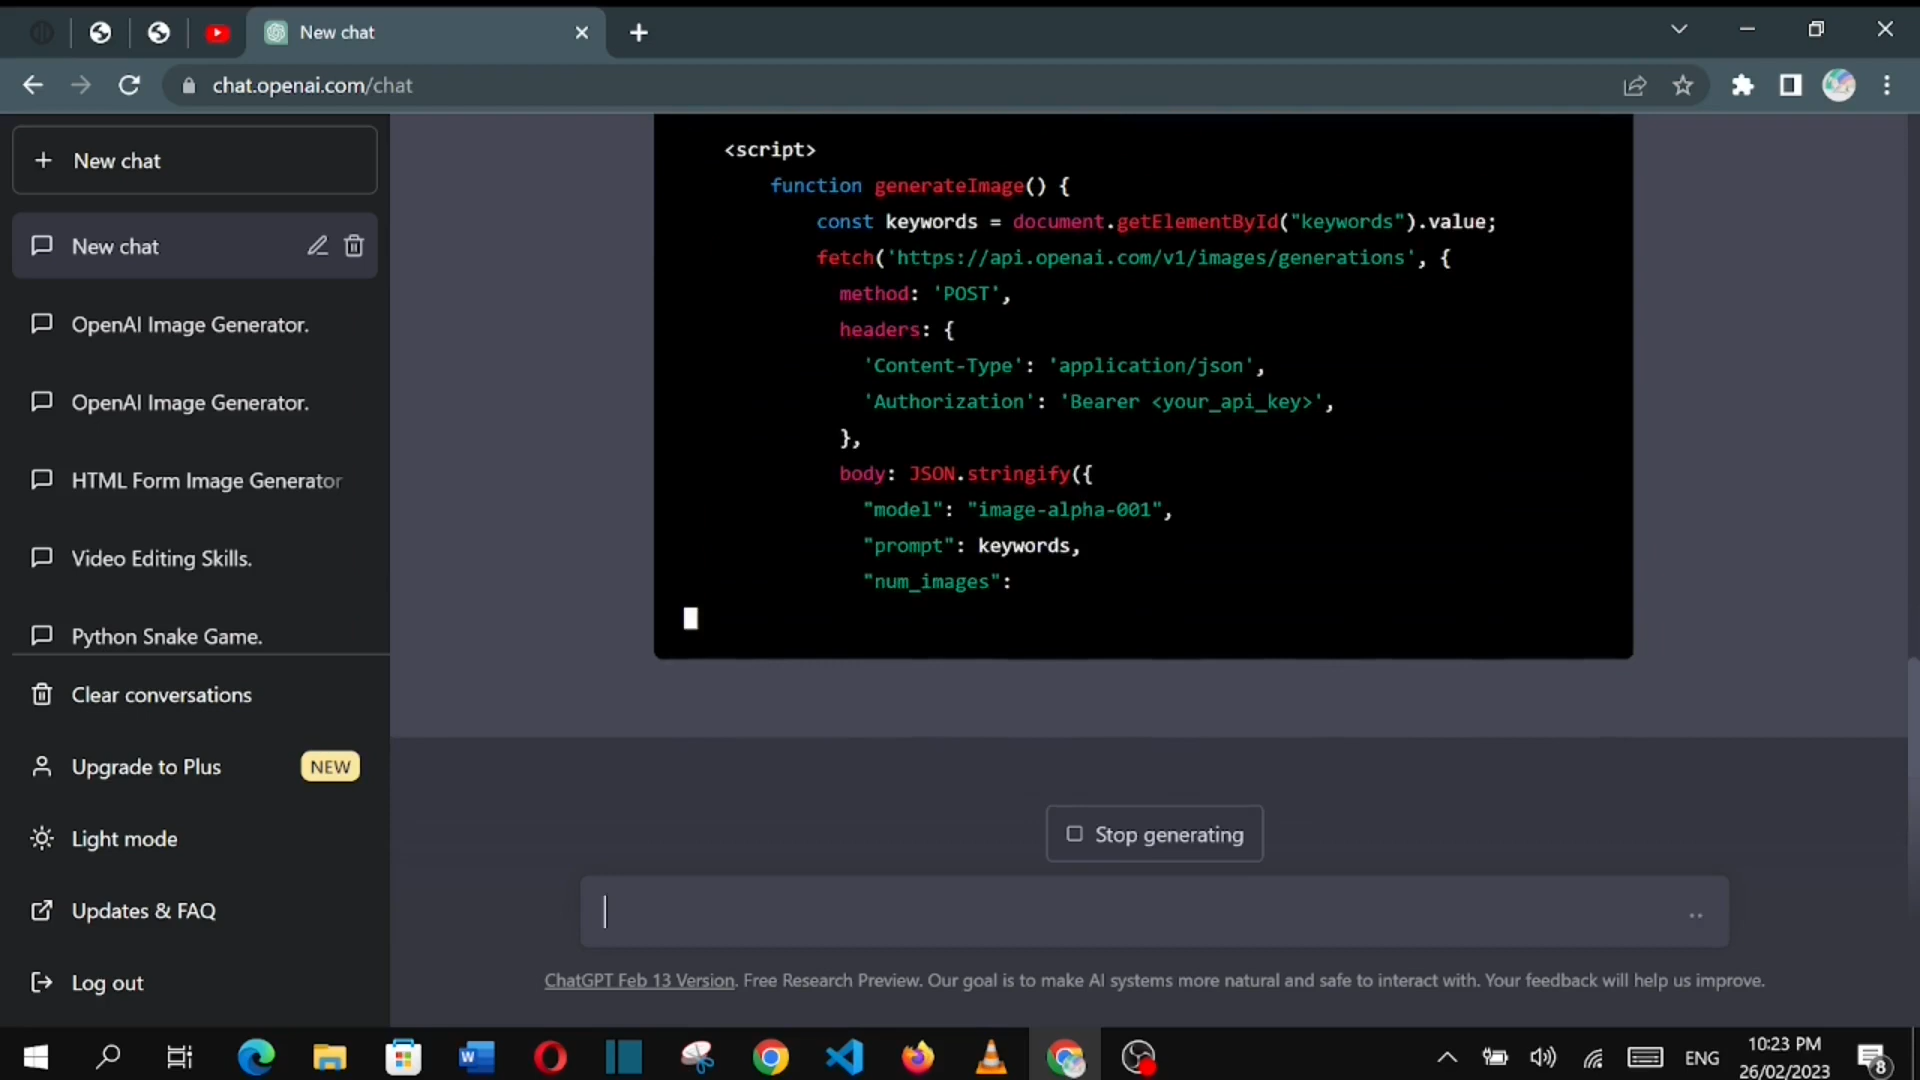 New chat
chat.openai.com/chat
New chat
New chat
OpenAI Image Generator.
OpenAI Image Generator.
HTML Form Image Generator
Video Editing Skills.
Python Snake Game.
Clear conversations
Upgrade to Plus NEW
Light mode
Updates & FAQ
Log out
<script>
function generateImage() {
const keywords = document.getElementById("keywords").value;
fetch('https://api.openai.com/v1/images/generations', {
method: 'POST',
headers: {
'Content-Type': 'application/json',
'Authorization': 'Bearer <your_api_key>',
},
body: JSON.stringify({
"model": "image-alpha-001",
"prompt": keywords,
"num_images":
Stop generating
ChatGPT Feb 13 Version. Free Research Preview. Our goal is to make AI systems more natural and safe to interact with. Your feedback will help us improve.
W
ENG
10:23 PM
26/02/2023
8